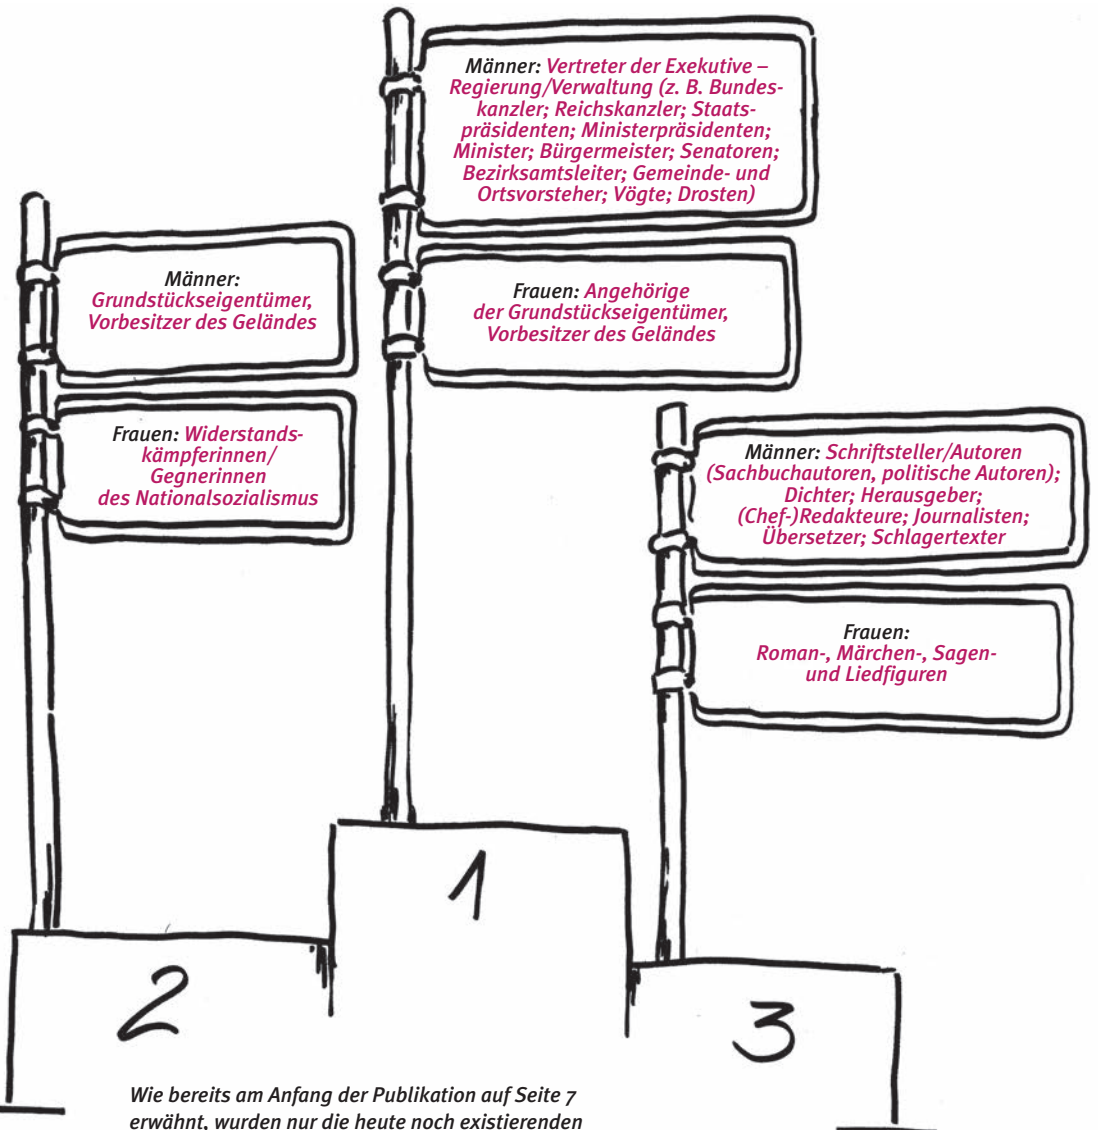 Männer: Vertreter der Exekutive –
Regierung/Verwaltung (z. B. Bundes-
kanzler; Reichskanzler; Staats-
präsidenten; Ministerpräsidenten;
Minister; Bürgermeister; Senatoren;
Bezirksamtsleiter; Gemeinde- und
Ortsvorsteher; Vögte; Drosten)
Frauen: Angehörige
der Grundstückseigentümer,
Vorbesitzer des Geländes
Männer:
Grundstückseigentümer,
Vorbesitzer des Geländes
Frauen: Widerstands-
kämpferinnen/
Gegnerinnen
des Nationalsozialismus
Männer: Schriftsteller/Autoren
(Sachbuchautoren, politische Autoren);
Dichter; Herausgeber;
(Chef-)Redakteure; Journalisten;
Übersetzer; Schlagertexter
Frauen:
Roman-, Märchen-, Sagen-
und Liedfiguren
1
2
3
Wie bereits am Anfang der Publikation auf Seite 7
erwähnt, wurden nur die heute noch existierenden